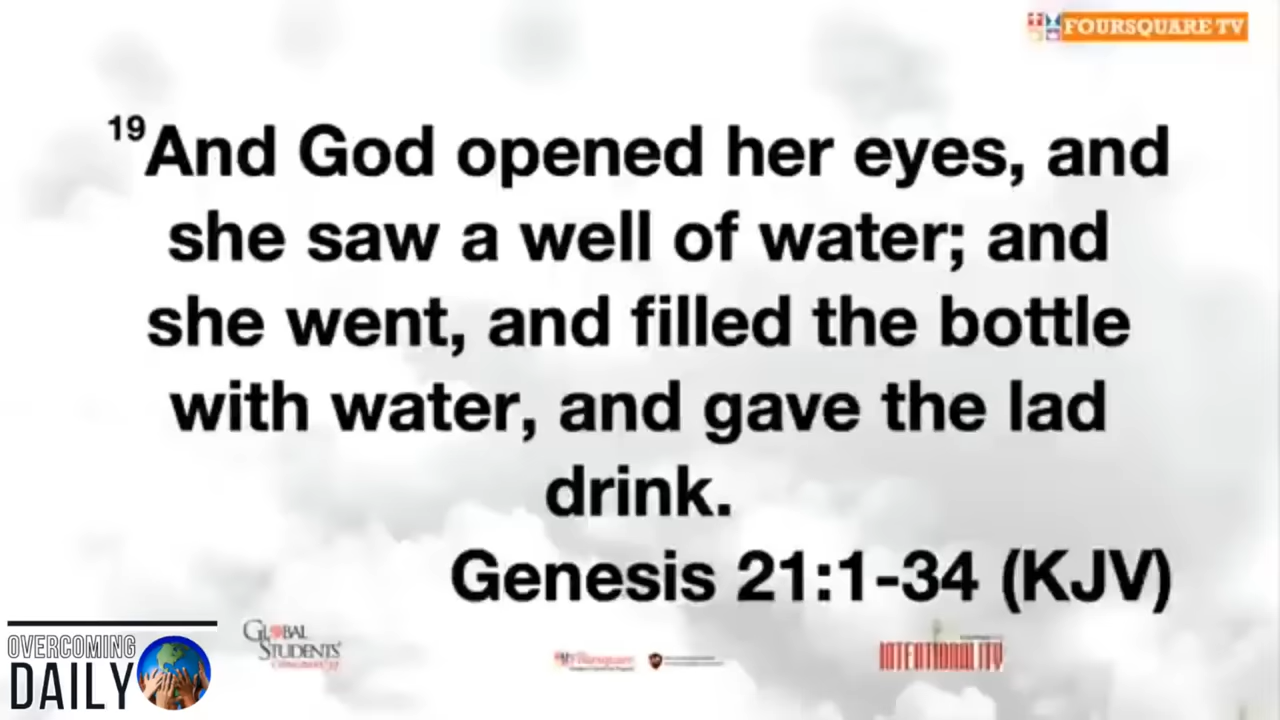 FOURSQUARE TV
19And God opened her eyes, and
she saw a well of water; and
she went, and filled the bottle
with water, and gave the lad
drink.
Genesis 21:1-34 (KJV)
OVERCOMING
DAILY
GLOBAL
STUDENTS'
Foursquare
INTENTIONALITY